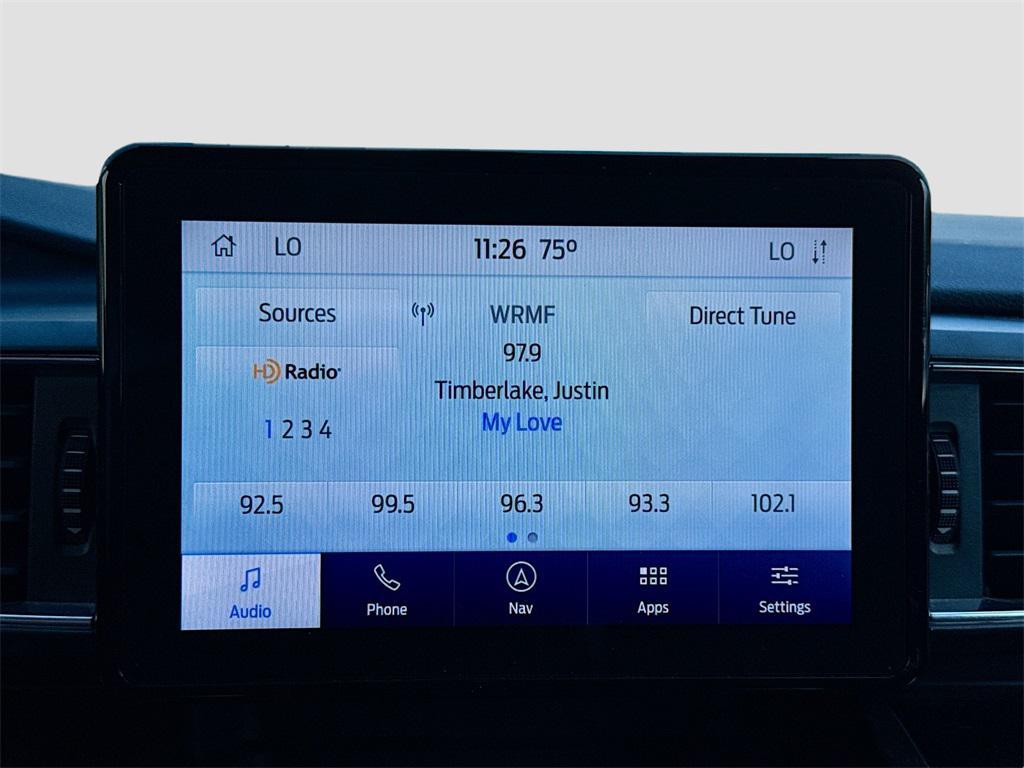 LO 11:26 75º LO
Sources WRMF Direct Tune
97.9
HD Radio
Timberlake, Justin
My Love
1 2 3 4
92.5 99.5 96.3 93.3 102.1
Audio Phone Nav Apps Settings